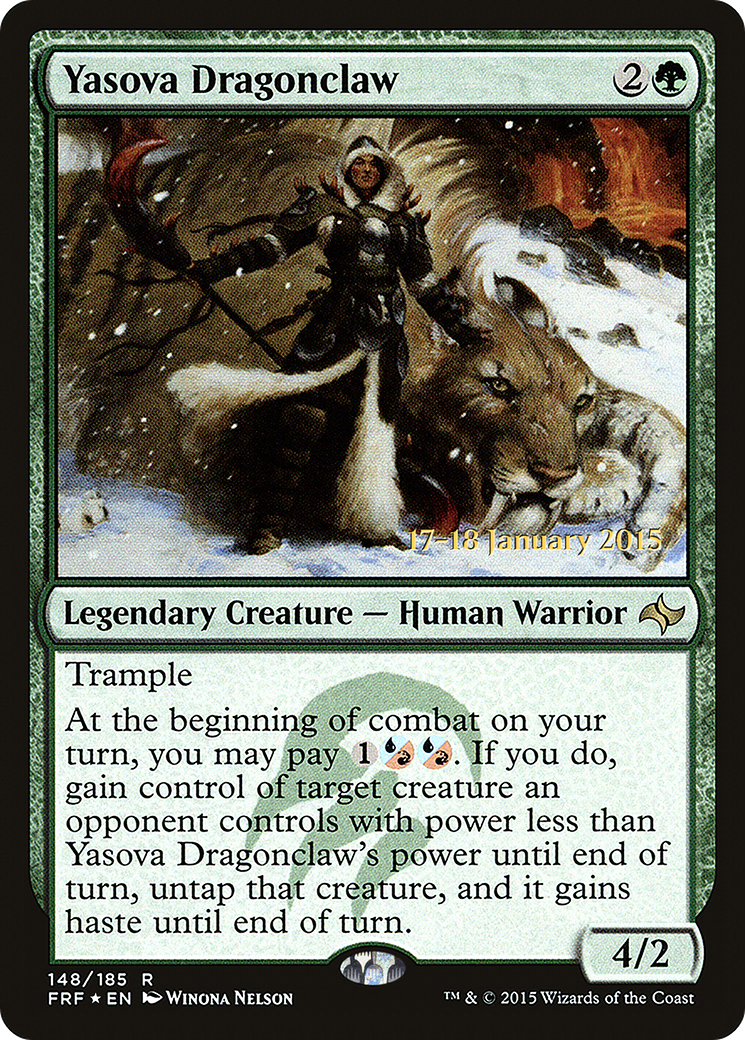 Yasova Dragonclaw 2
17–18 January 2015
Legendary Creature — Human Warrior
Trample
At the beginning of combat on your
turn, you may pay 1. If you do,
gain control of target creature an
opponent controls with power less than
Yasova Dragonclaw's power until end of
turn, untap that creature, and it gains
haste until end of turn.
4/2
148/185 R
FRF ★ EN Winona Nelson
™ & © 2015 Wizards of the Coast